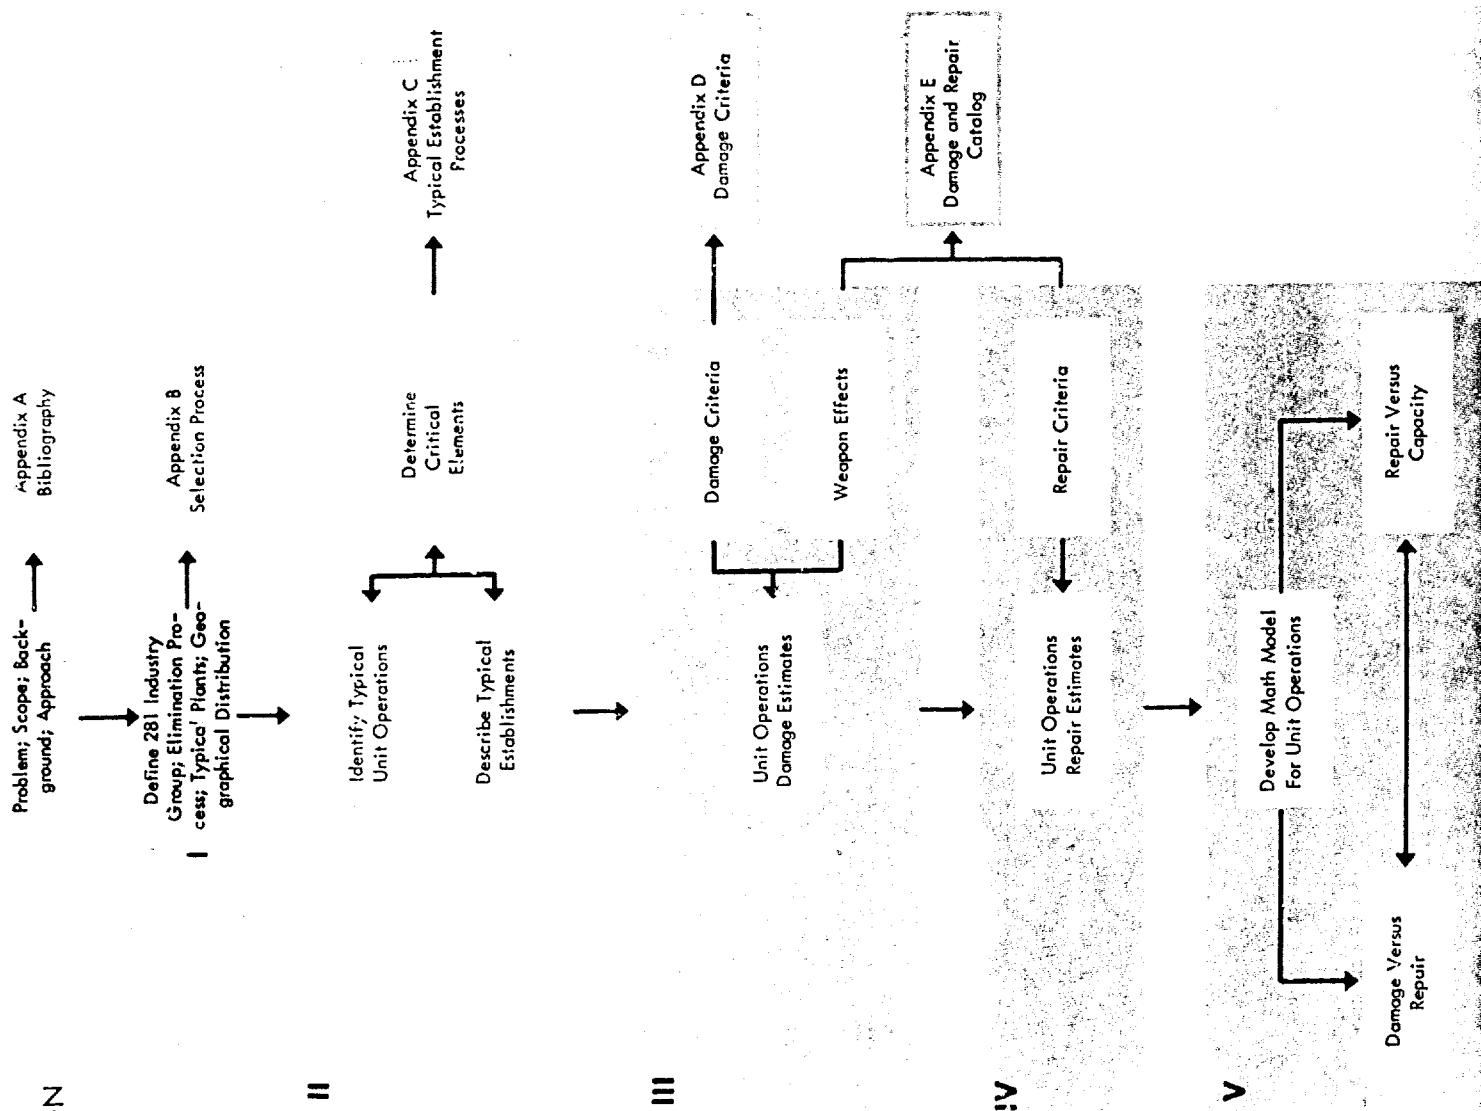 N
Problem; Scope; Back-
ground; Approach
Appendix A
Bibliography
I
Define 281 Industry
Group; Elimination Pro-
cess; Typical Plants; Geo-
graphical Distribution
Appendix B
Selection Process
II
Identify Typical
Unit Operations
Describe Typical
Establishments
Determine
Critical
Elements
Appendix C
Typical Establishment
Processes
III
Unit Operations
Damage Estimates
Damage Criteria
Weapon Effects
Appendix D
Damage Criteria
Appendix E
Damage and Repair
Catalog
IV
Unit Operations
Repair Estimates
Repair Criteria
V
Develop Math Model
For Unit Operations
Damage Versus
Repair
Repair Versus
Capacity